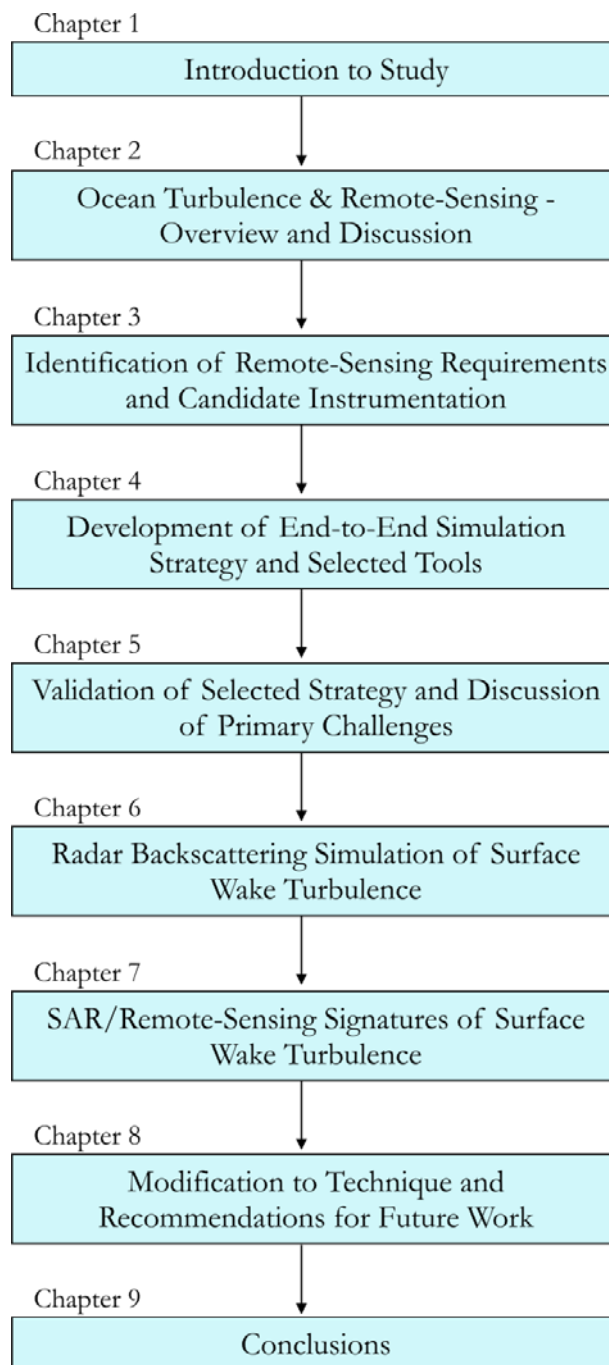 Chapter 1
Introduction to Study
Chapter 2
Ocean Turbulence & Remote-Sensing -
Overview and Discussion
Chapter 3
Identification of Remote-Sensing Requirements
and Candidate Instrumentation
Chapter 4
Development of End-to-End Simulation
Strategy and Selected Tools
Chapter 5
Validation of Selected Strategy and Discussion
of Primary Challenges
Chapter 6
Radar Backscattering Simulation of Surface
Wake Turbulence
Chapter 7
SAR/Remote-Sensing Signatures of Surface
Wake Turbulence
Chapter 8
Modification to Technique and
Recommendations for Future Work
Chapter 9
Conclusions